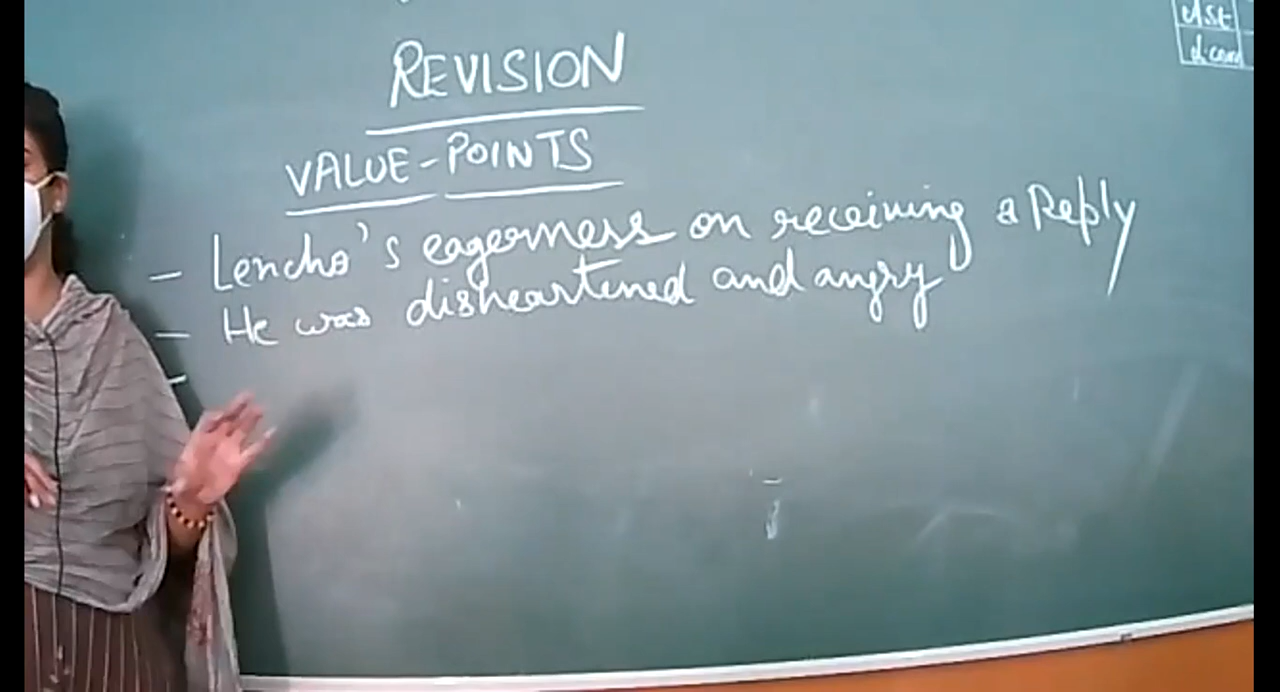 REVISION
VALUE-POINTS
- Lencho's eagerness on receiving a Reply
- He was disheartened and angry
-